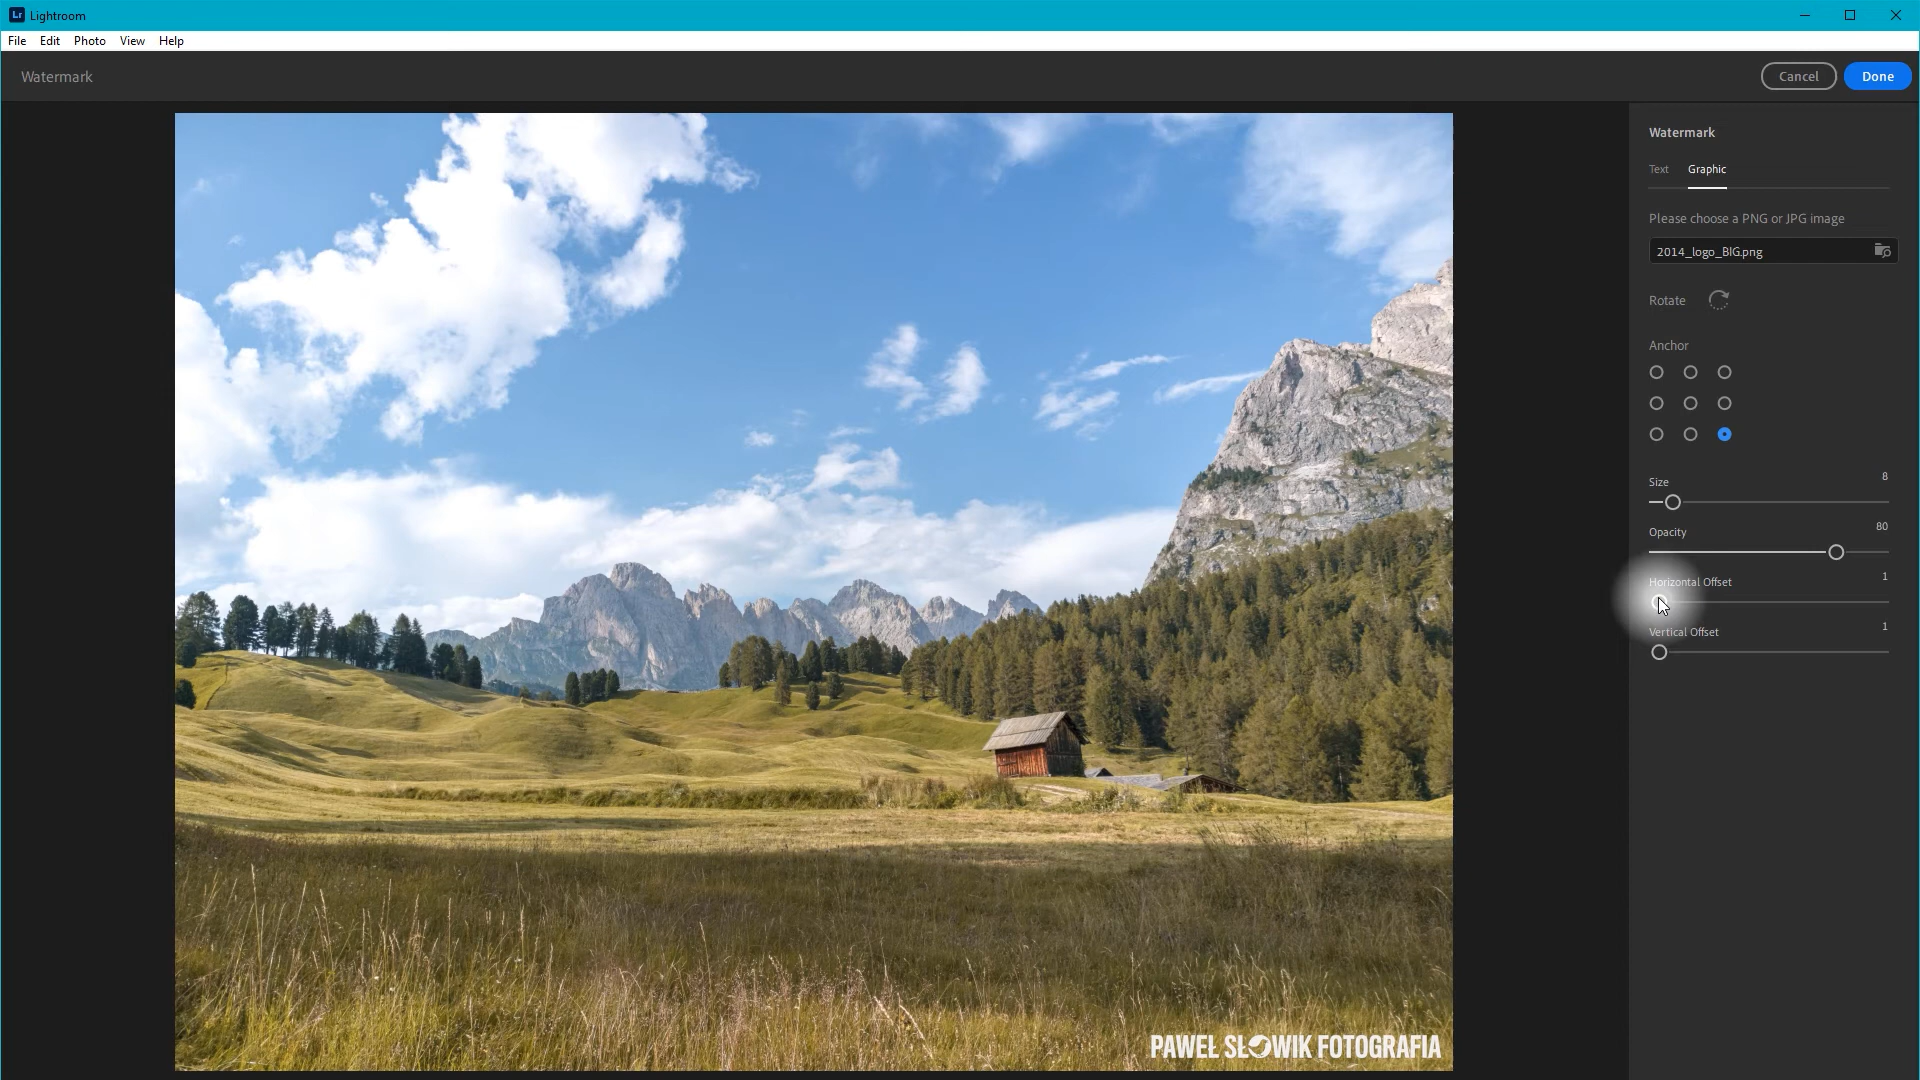 Lr Lightroom
File Edit Photo View Help
Watermark
Cancel Done
Watermark
Text Graphic
Please choose a PNG or JPG image
2014_logo_BIG.png
Rotate
Anchor
Size 8
Opacity 80
Horizontal Offset 1
Vertical Offset 1
PAWEŁ SŁOWIK FOTOGRAFIA